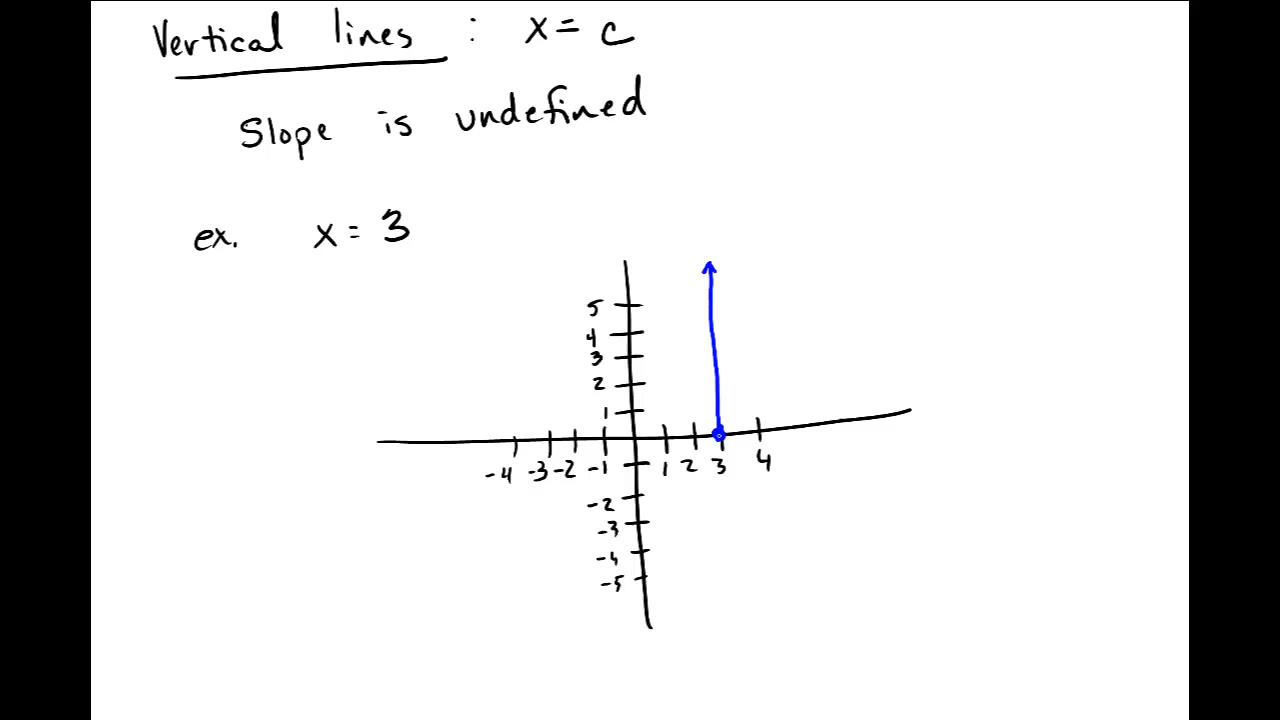 Vertical lines : x = c
Slope is undefined
ex. x = 3
5
4
3
2
1
-4 -3 -2 -1 1 2 3 4
-2
-3
-4
-5